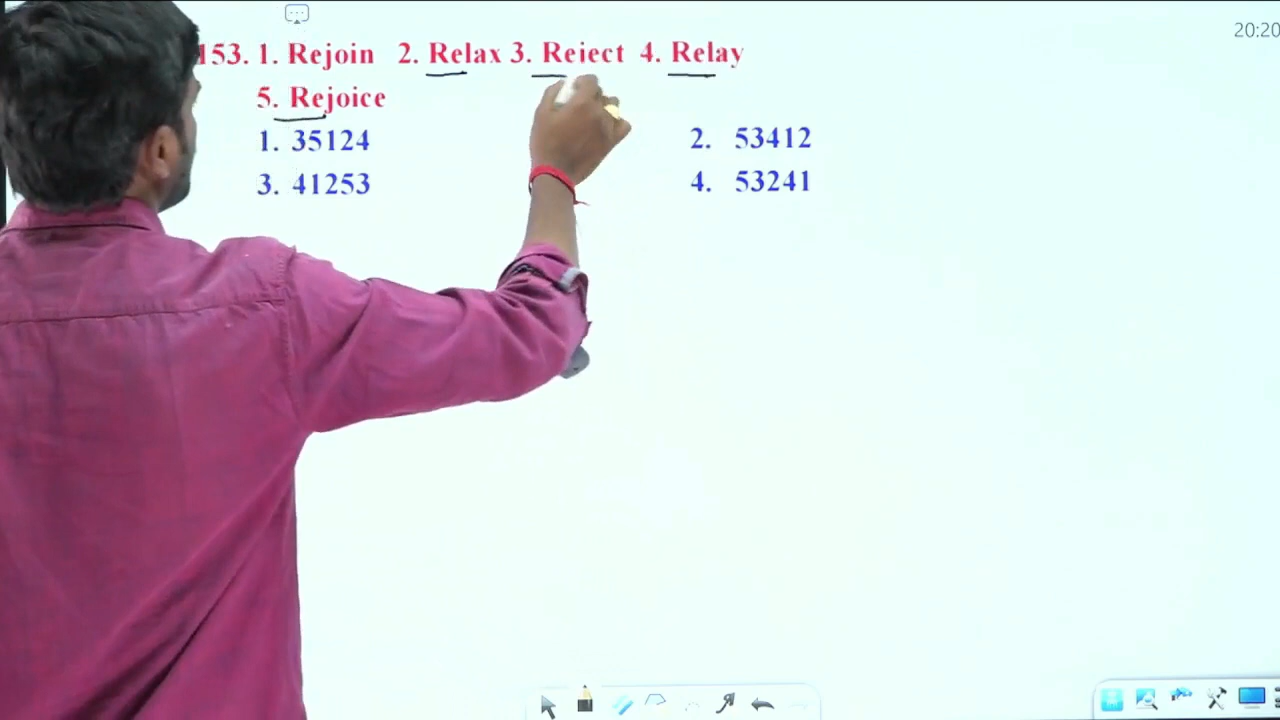 153. 1. Rejoin 2. Relax 3. Reject 4. Relay
5. Rejoice
1. 35124 2. 53412
3. 41253 4. 53241
20:20